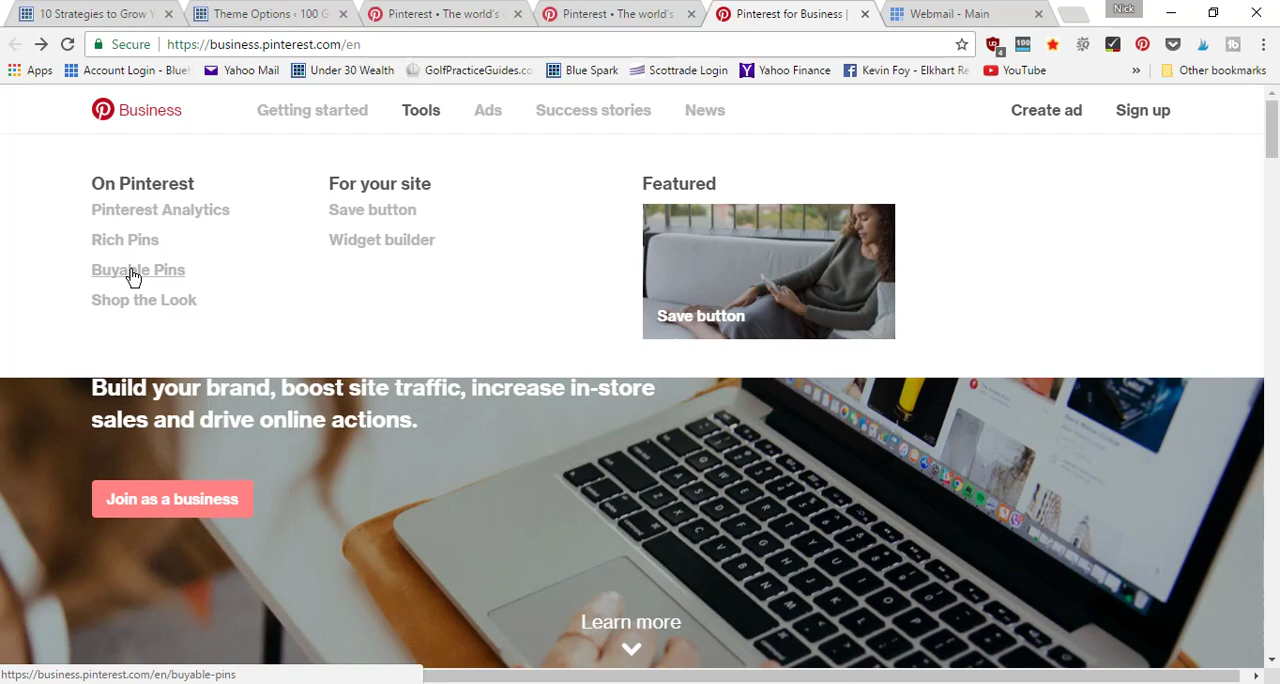 10 Strategies to Grow Y
Theme Options ‹ 100 G
Pinterest • The world's
Pinterest • The world's
Pinterest for Business |
Webmail - Main
Nick
Secure
https://business.pinterest.com/en
4
100
Apps
Account Login - Blue
Yahoo Mail
Under 30 Wealth
GolfPracticeGuides.co
Blue Spark
Scottrade Login
Yahoo Finance
Kevin Foy - Elkhart Re
YouTube
»
Other bookmarks
Business
Getting started
Tools
Ads
Success stories
News
Create ad
Sign up
On Pinterest
For your site
Featured
Pinterest Analytics
Save button
Rich Pins
Widget builder
Buyable Pins
Shop the Look
Save button
Build your brand, boost site traffic, increase in-store
sales and drive online actions.
Join as a business
Learn more
https://business.pinterest.com/en/buyable-pins